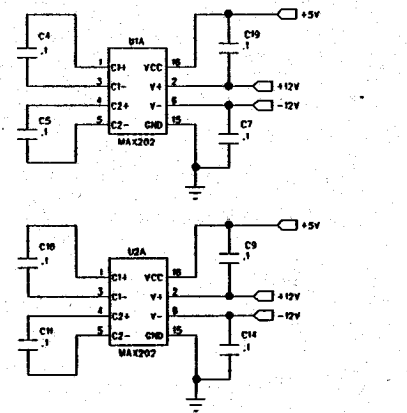 C4
.1
U1A
C19
.1
+5V
1 C1+ VCC 16
3 C1- V+ 2
+12V
4 C2+ V- 6
-12V
C5
.1
5 C2- GND 15
C7
.1
MAX202
C10
.1
U2A
C9
.1
+5V
1 C1+ VCC 16
3 C1- V+ 2
+12V
4 C2+ V- 6
-12V
C11
.1
5 C2- GND 15
C14
.1
MAX202